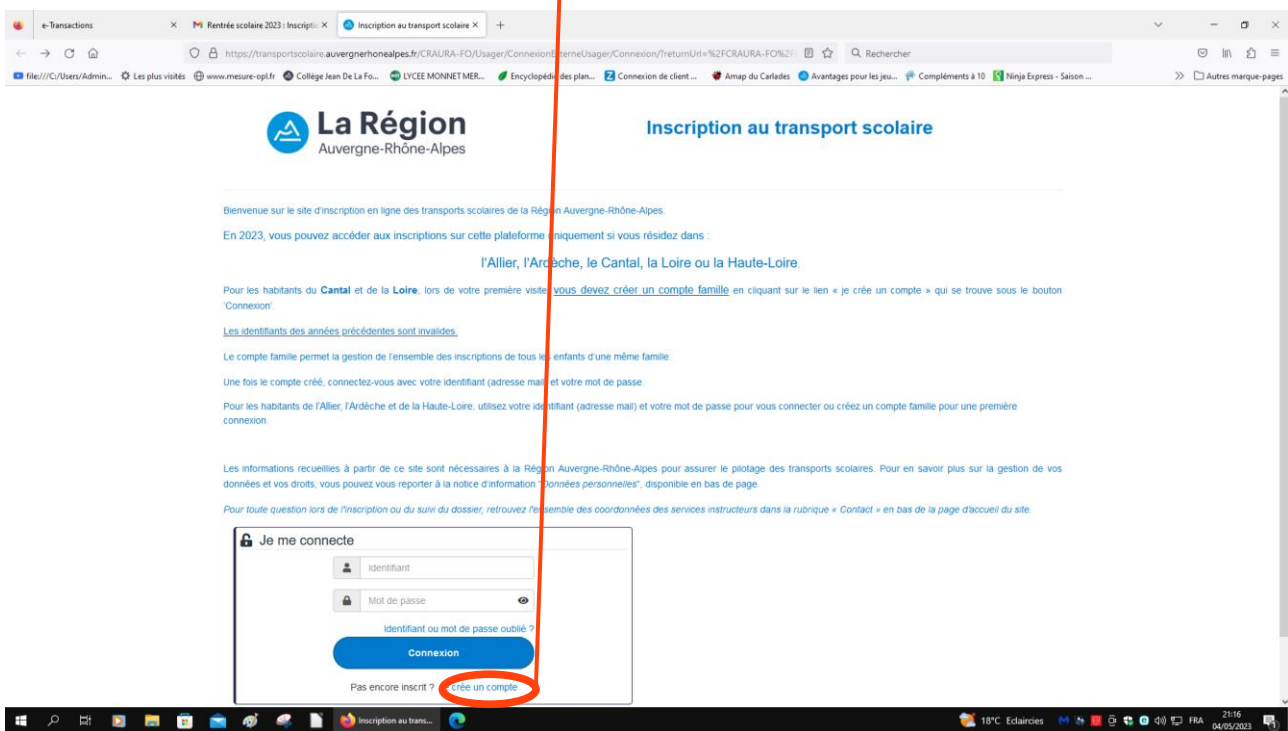 e-Transactions
Rentrée scolaire 2023 : Inscriptio
Inscription au transport scolaire
https://transportscolaire.auvergnerhonealpes.fr/CRAURA-FO/Usager/ConnexionExterneUsager/Connexion/?returnUrl=%2FCRAURA-FO%2F
Rechercher
file:///C:/Users/Admin...
Les plus visités
www.mesure-opl.fr
Collège Jean De La Fo...
LYCEE MONNET MER...
Encyclopédie des plan...
Connexion de client ...
Amap du Carlades
Avantages pour les jeu...
Compléments à 10
Ninja Express - Saison ...
Autres marque-pages
La Région
Auvergne-Rhône-Alpes
Inscription au transport scolaire
Bienvenue sur le site d'inscription en ligne des transports scolaires de la Région Auvergne-Rhône-Alpes.
En 2023, vous pouvez accéder aux inscriptions sur cette plateforme uniquement si vous résidez dans :
l'Allier, l'Ardèche, le Cantal, la Loire ou la Haute-Loire.
Pour les habitants du Cantal et de la Loire, lors de votre première visite, vous devez créer un compte famille en cliquant sur le lien « je crée un compte » qui se trouve sous le bouton
'Connexion'.
Les identifiants des années précédentes sont invalides.
Le compte famille permet la gestion de l'ensemble des inscriptions de tous les enfants d'une même famille.
Une fois le compte créé, connectez-vous avec votre identifiant (adresse mail) et votre mot de passe.
Pour les habitants de l'Allier, l'Ardèche et de la Haute-Loire, utilisez votre identifiant (adresse mail) et votre mot de passe pour vous connecter ou créez un compte famille pour une première
connexion.
Les informations recueillies à partir de ce site sont nécessaires à la Région Auvergne-Rhône-Alpes pour assurer le pilotage des transports scolaires. Pour en savoir plus sur la gestion de vos
données et vos droits, vous pouvez vous reporter à la notice d'information "Données personnelles", disponible en bas de page.
Pour toute question lors de l'inscription ou du suivi du dossier, retrouvez l'ensemble des coordonnées des services instructeurs dans la rubrique « Contact » en bas de la page d'accueil du site.
Je me connecte
Identifiant
Mot de passe
Identifiant ou mot de passe oublié ?
Connexion
Pas encore inscrit ? crée un compte
Inscription au trans...
18°C Eclaircies
FRA
21:16
04/05/2023